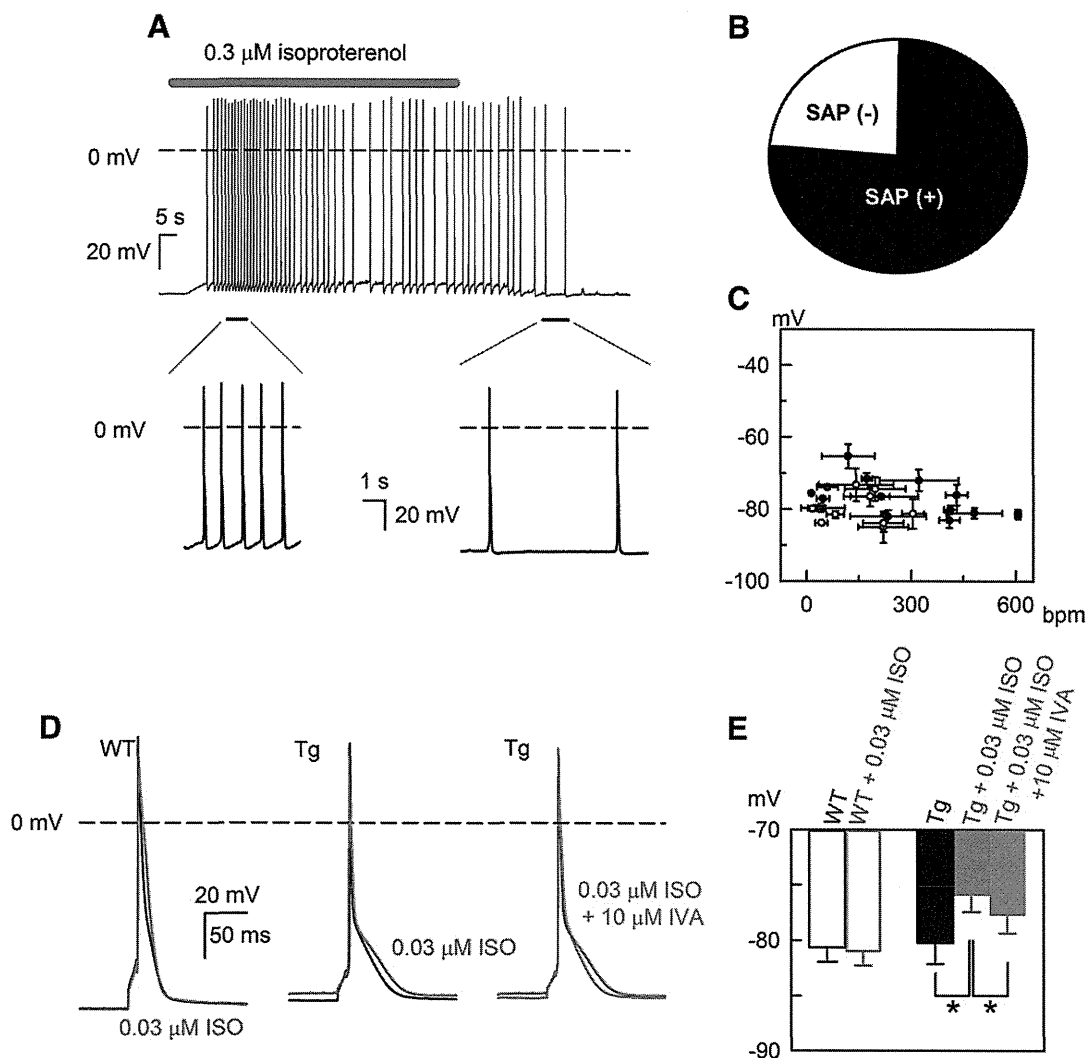 A
0.3 µM isoproterenol
0 mV
5 s
20 mV
0 mV
1 s
20 mV
B
SAP (-)
SAP (+)
C
mV
-40
-60
-80
-100
0
300
600
bpm
D
WT
Tg
Tg
0 mV
20 mV
50 ms
0.03 µM ISO
0.03 µM ISO
0.03 µM ISO
+ 10 µM IVA
E
mV
-70
-80
-90
WT
WT + 0.03 µM ISO
Tg
Tg + 0.03 µM ISO
Tg + 0.03 µM ISO
+10 µM IVA
*
*